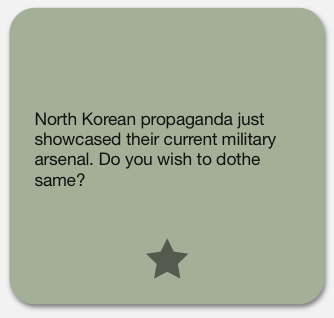 North Korean propaganda just
showcased their current military
arsenal. Do you wish to dothe
same?